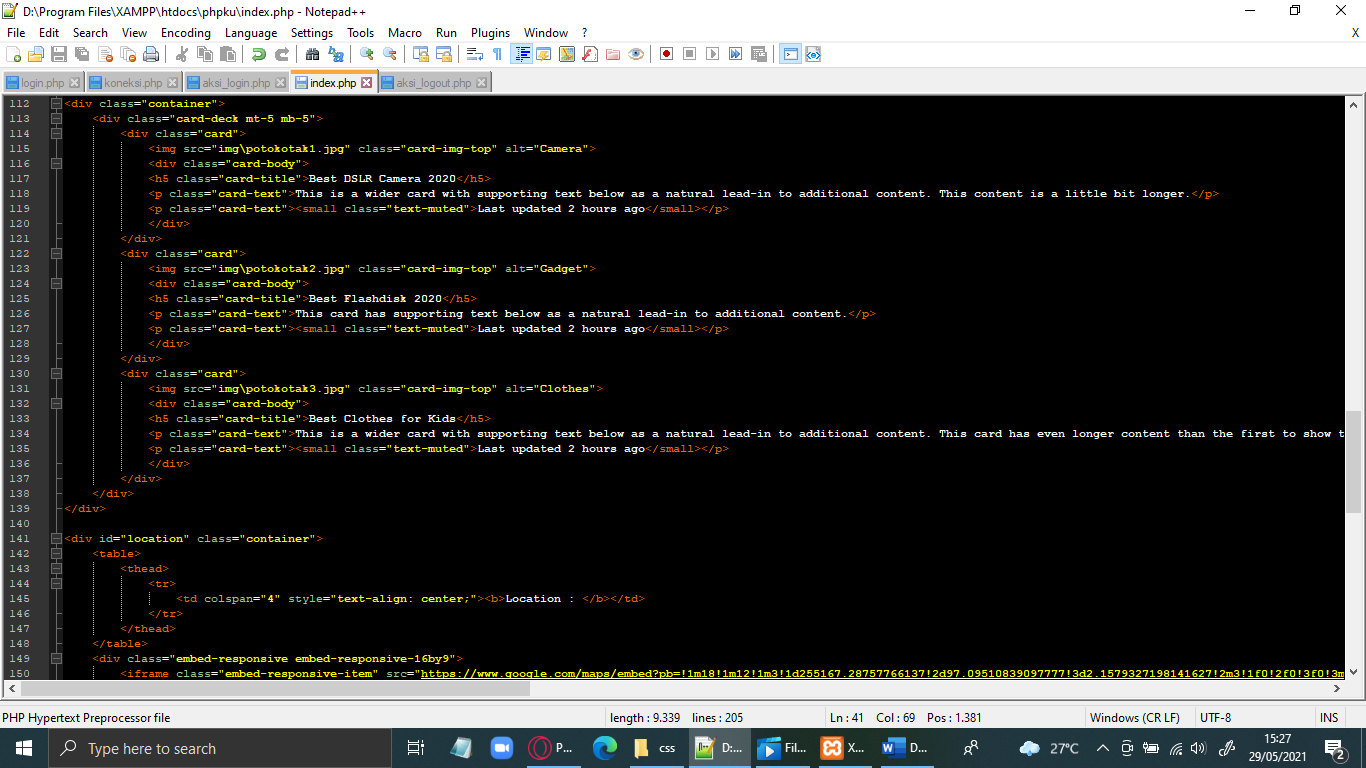 D:\Program Files\XAMPP\htdocs\phpku\index.php - Notepad++
File Edit Search View Encoding Language Settings Tools Macro Run Plugins Window ? X
login.php koneksi.php aksi_login.php index.php aksi_logout.php
112 <div class="container">
113 <div class="card-deck mt-5 mb-5">
114 <div class="card">
115 <img src="img\potokotak1.jpg" class="card-img-top" alt="Camera">
116 <div class="card-body">
117 <h5 class="card-title">Best DSLR Camera 2020</h5>
118 <p class="card-text">This is a wider card with supporting text below as a natural lead-in to additional content. This content is a little bit longer.</p>
119 <p class="card-text"><small class="text-muted">Last updated 2 hours ago</small></p>
120 </div>
121 </div>
122 <div class="card">
123 <img src="img\potokotak2.jpg" class="card-img-top" alt="Gadget">
124 <div class="card-body">
125 <h5 class="card-title">Best Flashdisk 2020</h5>
126 <p class="card-text">This card has supporting text below as a natural lead-in to additional content.</p>
127 <p class="card-text"><small class="text-muted">Last updated 2 hours ago</small></p>
128 </div>
129 </div>
130 <div class="card">
131 <img src="img\potokotak3.jpg" class="card-img-top" alt="Clothes">
132 <div class="card-body">
133 <h5 class="card-title">Best Clothes for Kids</h5>
134 <p class="card-text">This is a wider card with supporting text below as a natural lead-in to additional content. This card has even longer content than the first to show t
135 <p class="card-text"><small class="text-muted">Last updated 2 hours ago</small></p>
136 </div>
137 </div>
138 </div>
139 </div>
140
141 <div id="location" class="container">
142 <table>
143 <thead>
144 <tr>
145 <td colspan="4" style="text-align: center;"><b>Location : </b></td>
146 </tr>
147 </thead>
148 </table>
149 <div class="embed-responsive embed-responsive-16by9">
150 <iframe class="embed-responsive-item" src="https://www.google.com/maps/embed?pb=!1m18!1m12!1m3!1d255167.28757766137!2d97.09510839097777!3d2.1579327198141627!2m3!1f0!2f0!3f0!3m
PHP Hypertext Preprocessor file length : 9.339 lines : 205 Ln : 41 Col : 69 Pos : 1.381 Windows (CR LF) UTF-8 INS
Type here to search P... css D:... Fil... X... D... 27°C 15:27
29/05/2021 2